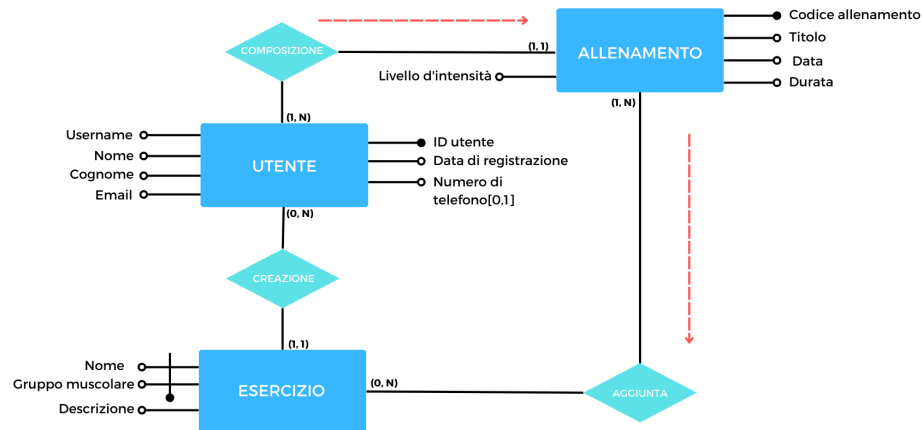 Codice allenamento
COMPOSIZIONE
(1, 1)
ALLENAMENTO
Titolo
Data
Livello d'intensità
Durata
(1, N)
(1, N)
Username
ID utente
Nome
UTENTE
Data di registrazione
Cognome
Numero di
telefono[0,1]
Email
(0, N)
CREAZIONE
(1, 1)
Nome
Gruppo muscolare
ESERCIZIO
(0, N)
AGGIUNTA
Descrizione